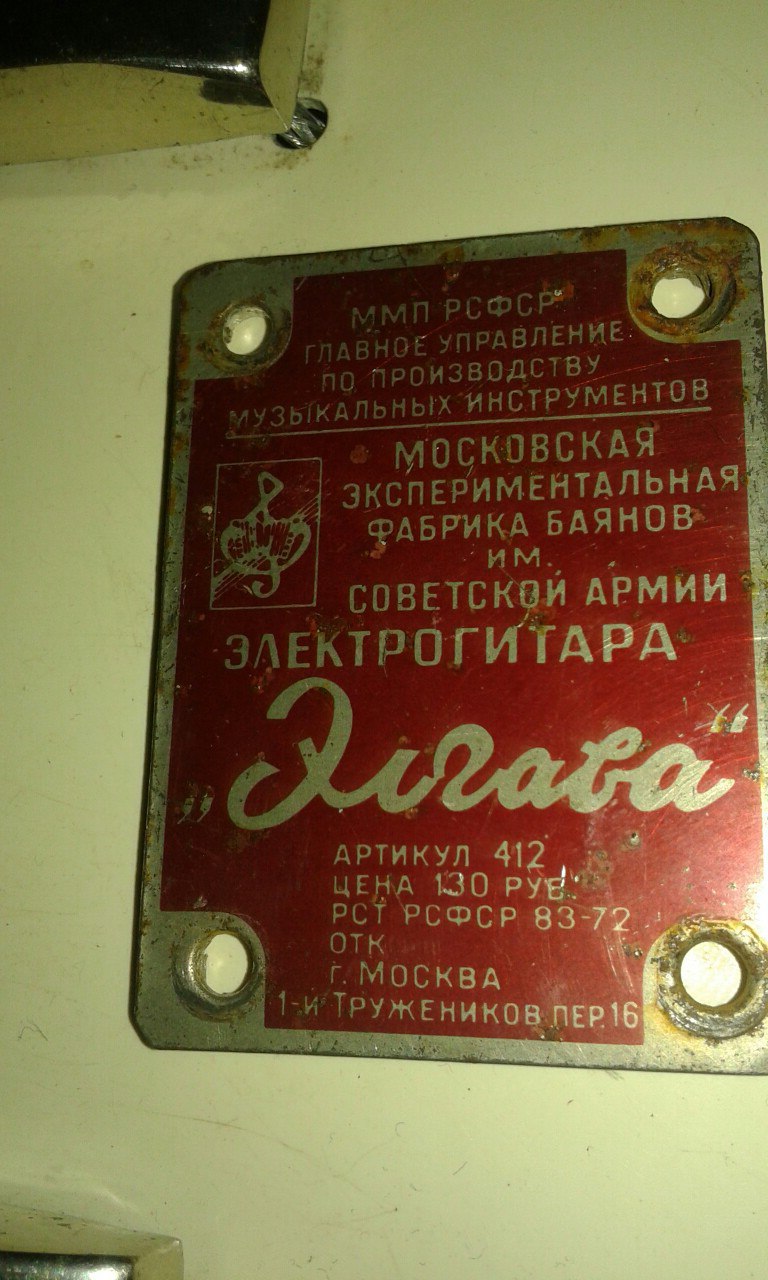 ММП РСФСР
ГЛАВНОЕ УПРАВЛЕНИЕ
ПО ПРОИЗВОДСТВУ
МУЗЫКАЛЬНЫХ ИНСТРУМЕНТОВ
МОСКОВСКАЯ
ЭКСПЕРИМЕНТАЛЬНАЯ
ФАБРИКА БАЯНОВ
ИМ.
СОВЕТСКОЙ АРМИИ
ЭЛЕКТРОГИТАРА
„Элгава“
АРТИКУЛ 412
ЦЕНА 130 РУБ.
РСТ РСФСР 83-72
ОТК
г. МОСКВА
1-й ТРУЖЕНИКОВ ПЕР. 16